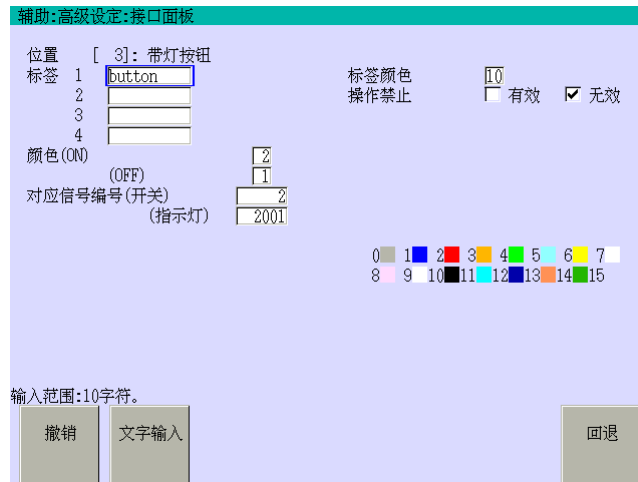 辅助:高级设定:接口面板
位置 [ 3]: 带灯按钮
标签 1 button
标签颜色 10
2
操作禁止 有效 无效
3
4
颜色(ON) 2
(OFF) 1
对应信号编号(开关) 2
(指示灯) 2001
0 1 2 3 4 5 6 7
8 9 10 11 12 13 14 15
输入范围:10字符。
撤销 文字输入 回退